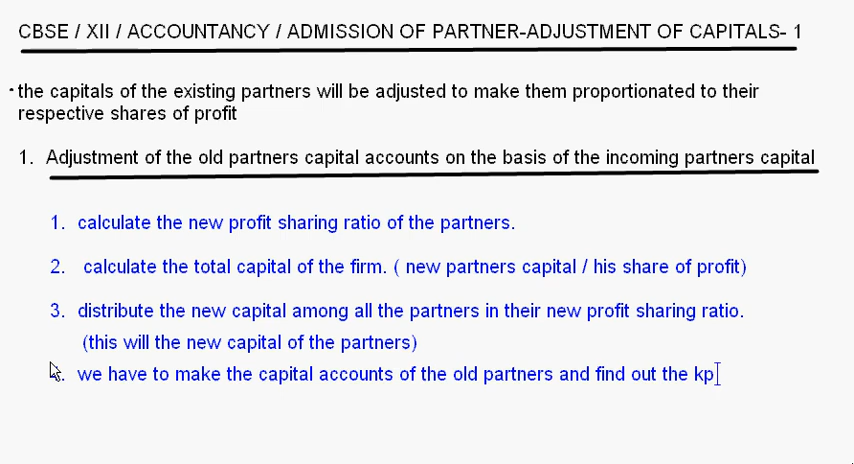 CBSE / XII / ACCOUNTANCY / ADMISSION OF PARTNER-ADJUSTMENT OF CAPITALS- 1
·the capitals of the existing partners will be adjusted to make them proportionated to their
respective shares of profit
1. Adjustment of the old partners capital accounts on the basis of the incoming partners capital
1. calculate the new profit sharing ratio of the partners.
2. calculate the total capital of the firm. ( new partners capital / his share of profit)
3. distribute the new capital among all the partners in their new profit sharing ratio.
(this will the new capital of the partners)
we have to make the capital accounts of the old partners and find out the kp